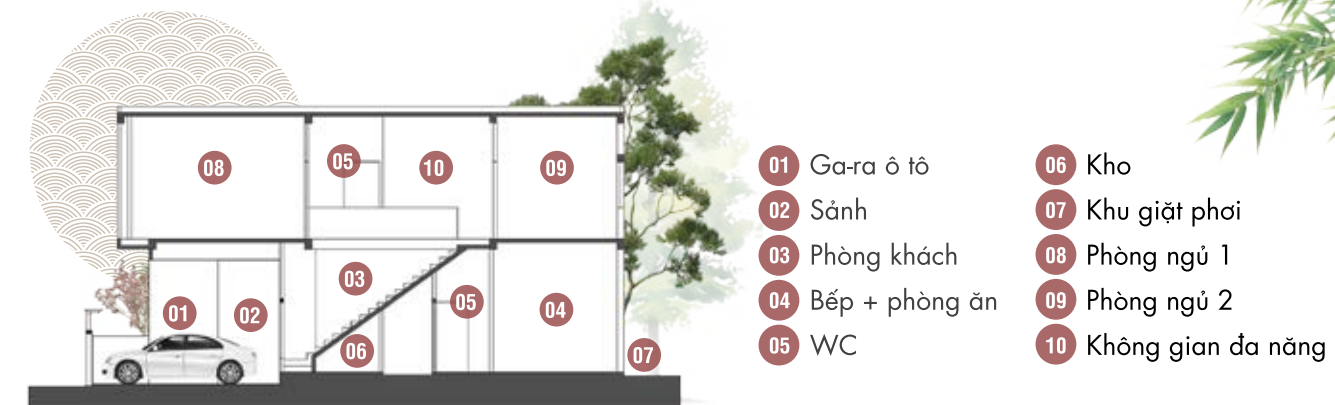 08
05
10
09
01
02
03
05
04
06
07
01 Ga-ra ô tô
02 Sảnh
03 Phòng khách
04 Bếp + phòng ăn
05 WC
06 Kho
07 Khu giặt phơi
08 Phòng ngủ 1
09 Phòng ngủ 2
10 Không gian đa năng